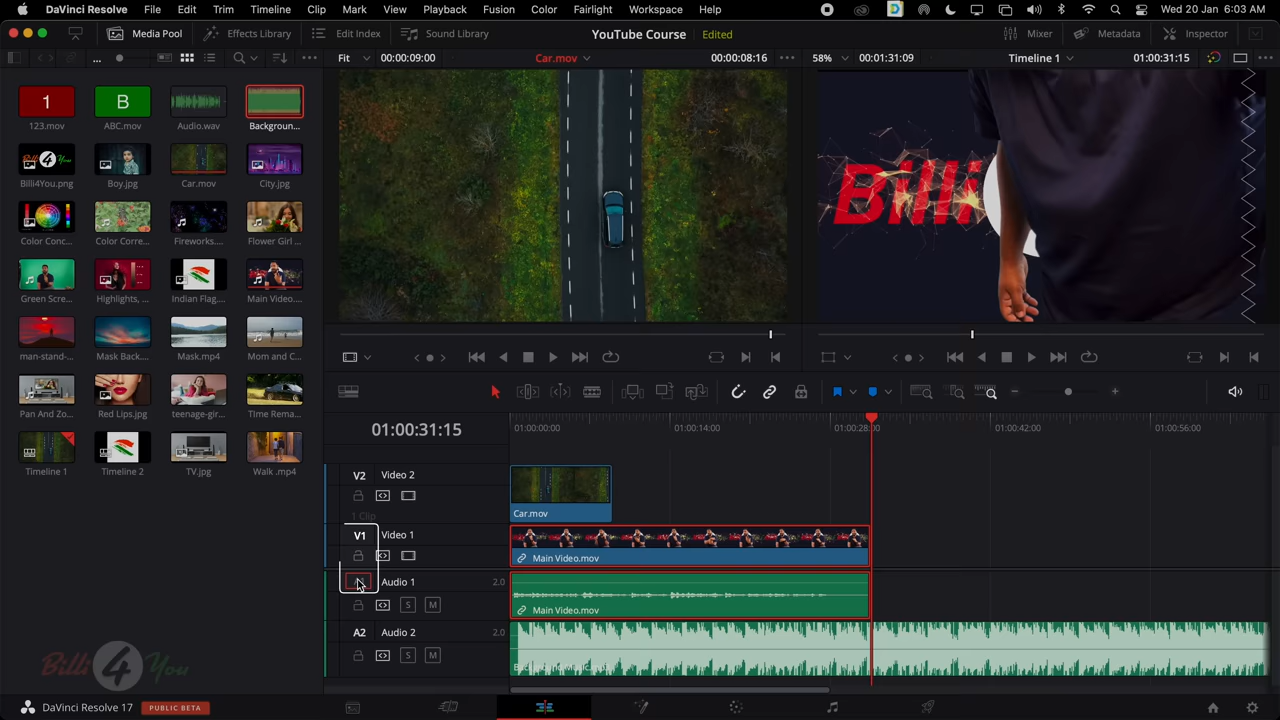 DaVinci Resolve File Edit Trim Timeline Clip Mark View Playback Fusion Color Fairlight Workspace Help Wed 20 Jan 6:03 AM
Media Pool Effects Library Edit Index Sound Library YouTube Course Edited Mixer Metadata Inspector
... Fit 00:00:09:00 Car.mov 00:00:08:16 58% 00:01:31:09 Timeline 1 01:00:31:15
1 B
123.mov ABC.mov Audio.wav Backgroun...
Billi 4 You
Billi4You.png Boy.jpg Car.mov City.jpg
Billi
Color Conc... Color Corre... Fireworks.... Flower Girl ...
Green Scre... Highlights, ... Indian Flag.... Main Video....
man-stand-... Mask Back.... Mask.mp4 Mom and C...
Pan And Zo... Red Lips.jpg teenage-gir... TIme Rema...
Timeline 1 Timeline 2 TV.jpg Walk .mp4
01:00:31:15
01:00:00:00 01:00:14:00 01:00:28:00 01:00:42:00 01:00:56:00
V2 Video 2
1 Clip
Car.mov
V1 Video 1
Main Video.mov
Audio 1 2.0
S M
Main Video.mov
A2 Audio 2 2.0
S M
Billi 4 You
DaVinci Resolve 17 PUBLIC BETA